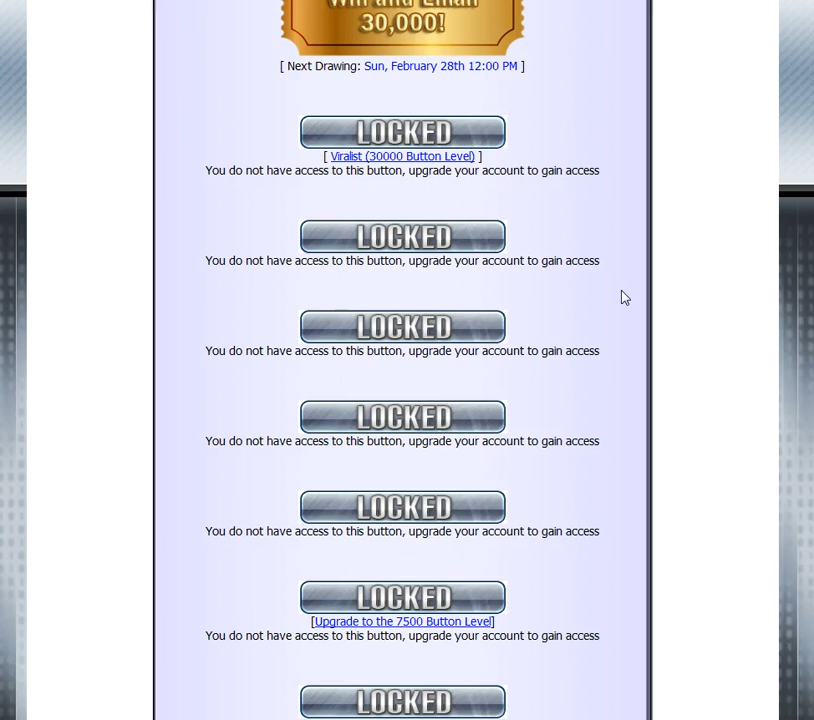 Win and Email
30,000!
[ Next Drawing: Sun, February 28th 12:00 PM ]
LOCKED
[ Viralist (30000 Button Level) ]
You do not have access to this button, upgrade your account to gain access
LOCKED
You do not have access to this button, upgrade your account to gain access
LOCKED
You do not have access to this button, upgrade your account to gain access
LOCKED
You do not have access to this button, upgrade your account to gain access
LOCKED
You do not have access to this button, upgrade your account to gain access
LOCKED
[Upgrade to the 7500 Button Level]
You do not have access to this button, upgrade your account to gain access
LOCKED